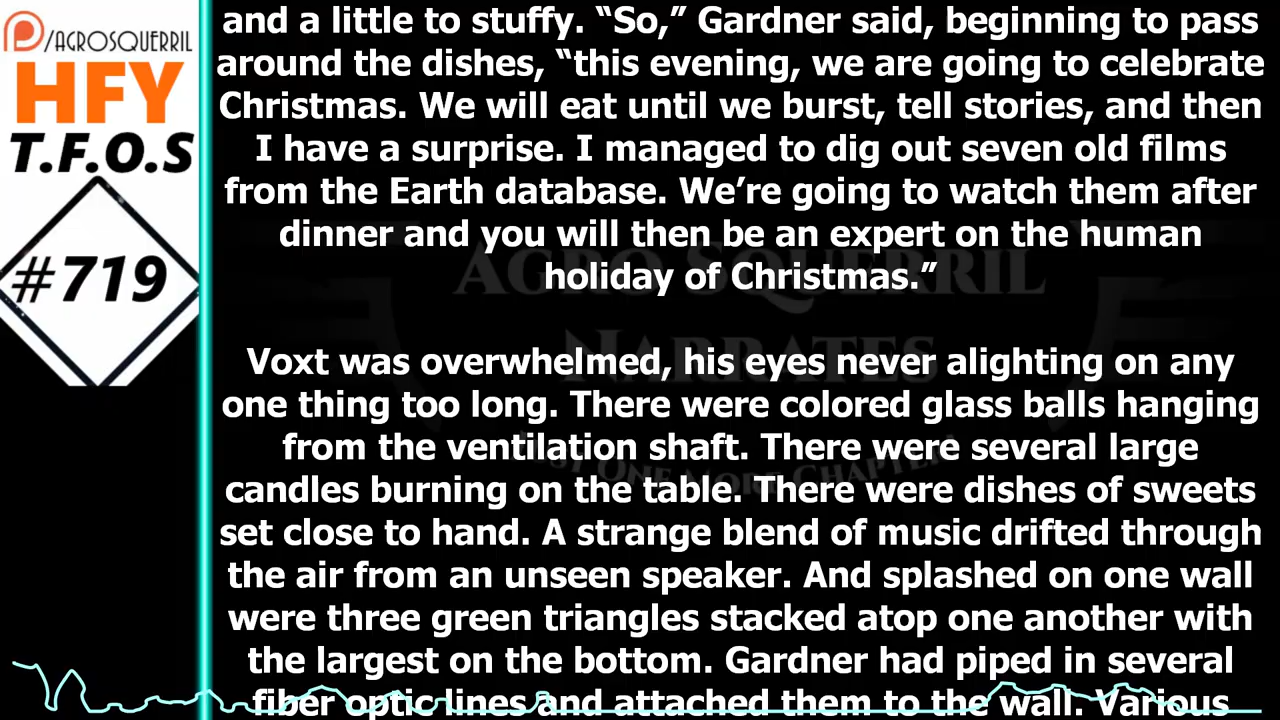 /AGROSQUERRIL
HFY
T.F.O.S
#719
and a little to stuffy. “So,” Gardner said, beginning to pass
around the dishes, “this evening, we are going to celebrate
Christmas. We will eat until we burst, tell stories, and then
I have a surprise. I managed to dig out seven old films
from the Earth database. We’re going to watch them after
dinner and you will then be an expert on the human
holiday of Christmas.”
Voxt was overwhelmed, his eyes never alighting on any
one thing too long. There were colored glass balls hanging
from the ventilation shaft. There were several large
candles burning on the table. There were dishes of sweets
set close to hand. A strange blend of music drifted through
the air from an unseen speaker. And splashed on one wall
were three green triangles stacked atop one another with
the largest on the bottom. Gardner had piped in several
fiber optic lines and attached them to the wall. Various
AGRO SQUERRIL
NARRATES
JUST ONE MORE CHAPTER